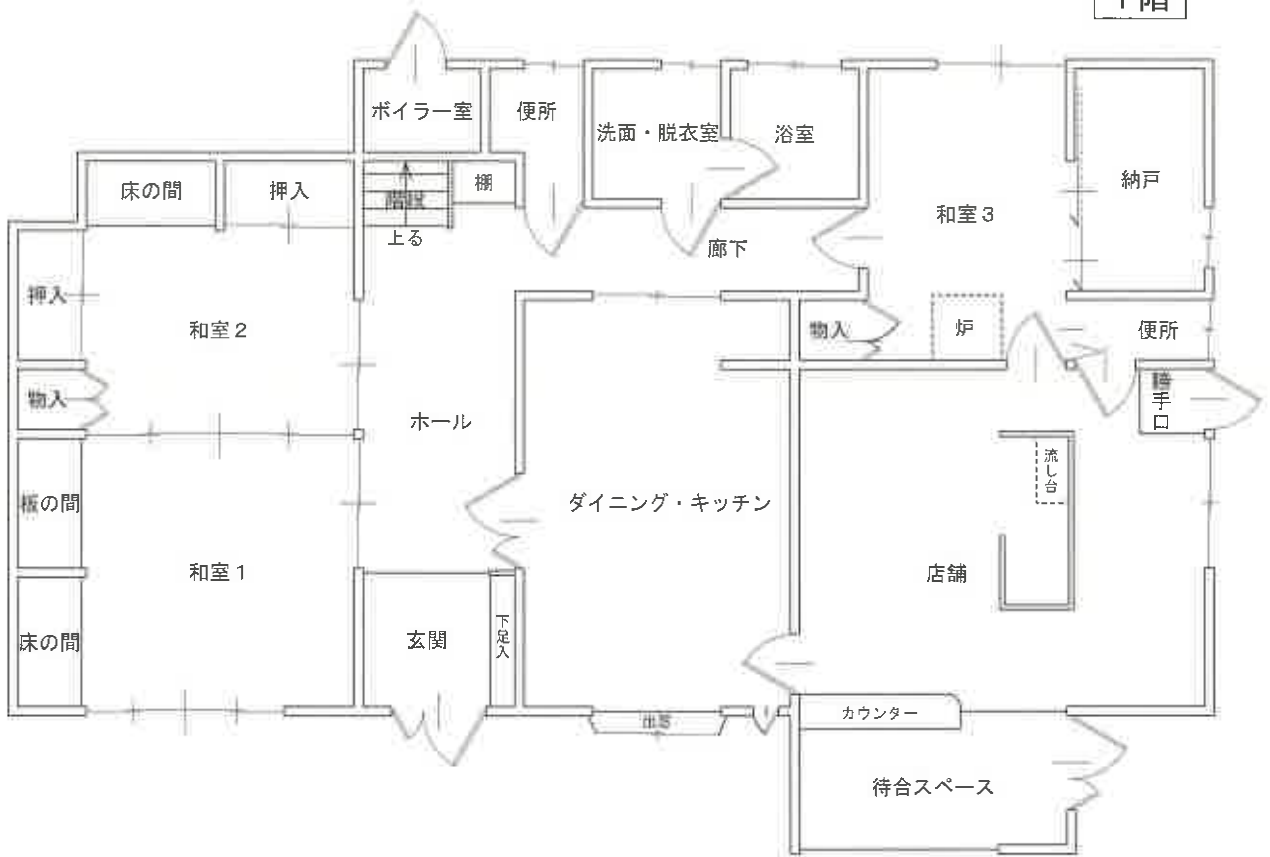 1階
ボイラー室
便所
洗面・脱衣室
浴室
納戸
床の間
押入
階段
棚
上る
和室3
廊下
押入
和室2
物入
炉
便所
物入
ホール
勝手口
板の間
流し台
ダイニング・キッチン
和室1
店舗
床の間
玄関
下足入
出窓
カウンター
待合スペース